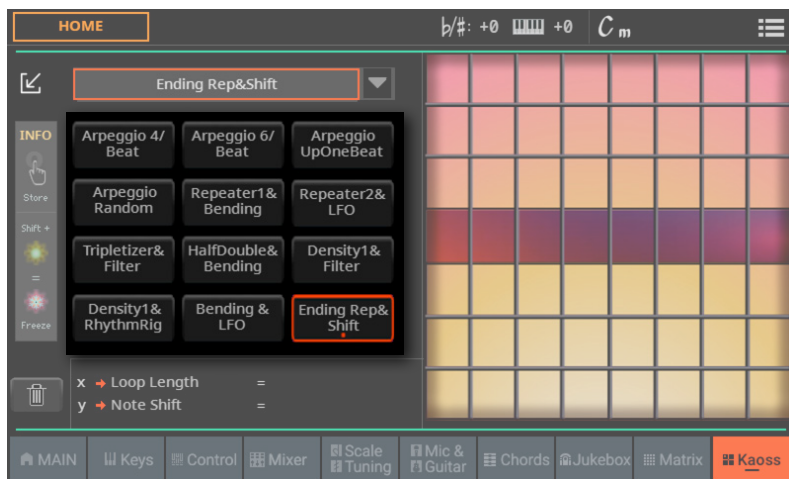 HOME
b/#: +0 +0 Cm
Ending Rep&Shift
INFO
Store
Shift +
=
Freeze
Arpeggio 4/
Beat
Arpeggio 6/
Beat
Arpeggio
UpOneBeat
Arpeggio
Random
Repeater1&
Bending
Repeater2&
LFO
Tripletizer&
Filter
HalfDouble&
Bending
Density1&
Filter
Density1&
RhythmRig
Bending &
LFO
Ending Rep&
Shift
x → Loop Length =
y → Note Shift =
MAIN
Keys
Control
Mixer
Scale
Tuning
Mic &
Guitar
Chords
Jukebox
Matrix
Kaoss